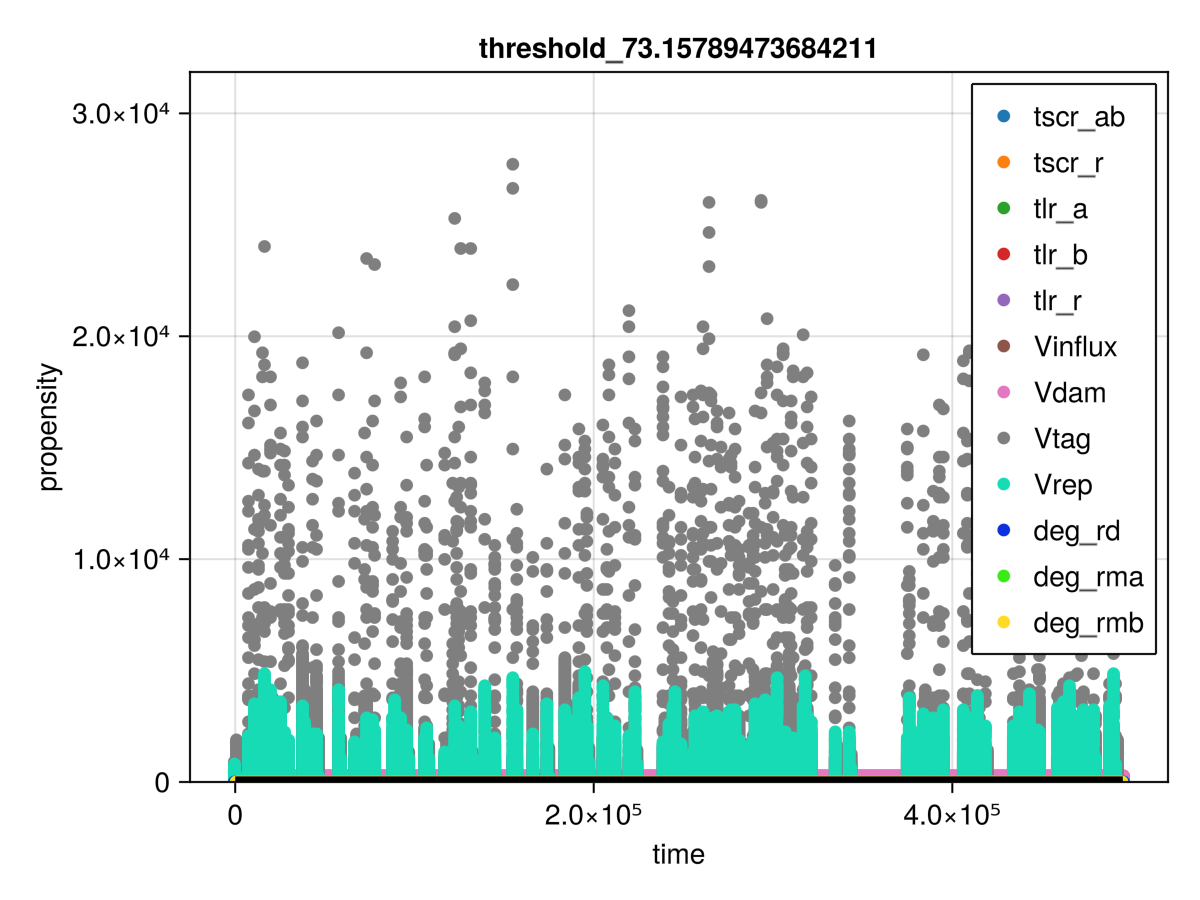 threshold_73.15789473684211
3.0×10⁴
2.0×10⁴
1.0×10⁴
0
propensity
0
2.0×10⁵
4.0×10⁵
time
tscr_ab
tscr_r
tlr_a
tlr_b
tlr_r
Vinflux
Vdam
Vtag
Vrep
deg_rd
deg_rma
deg_rmb